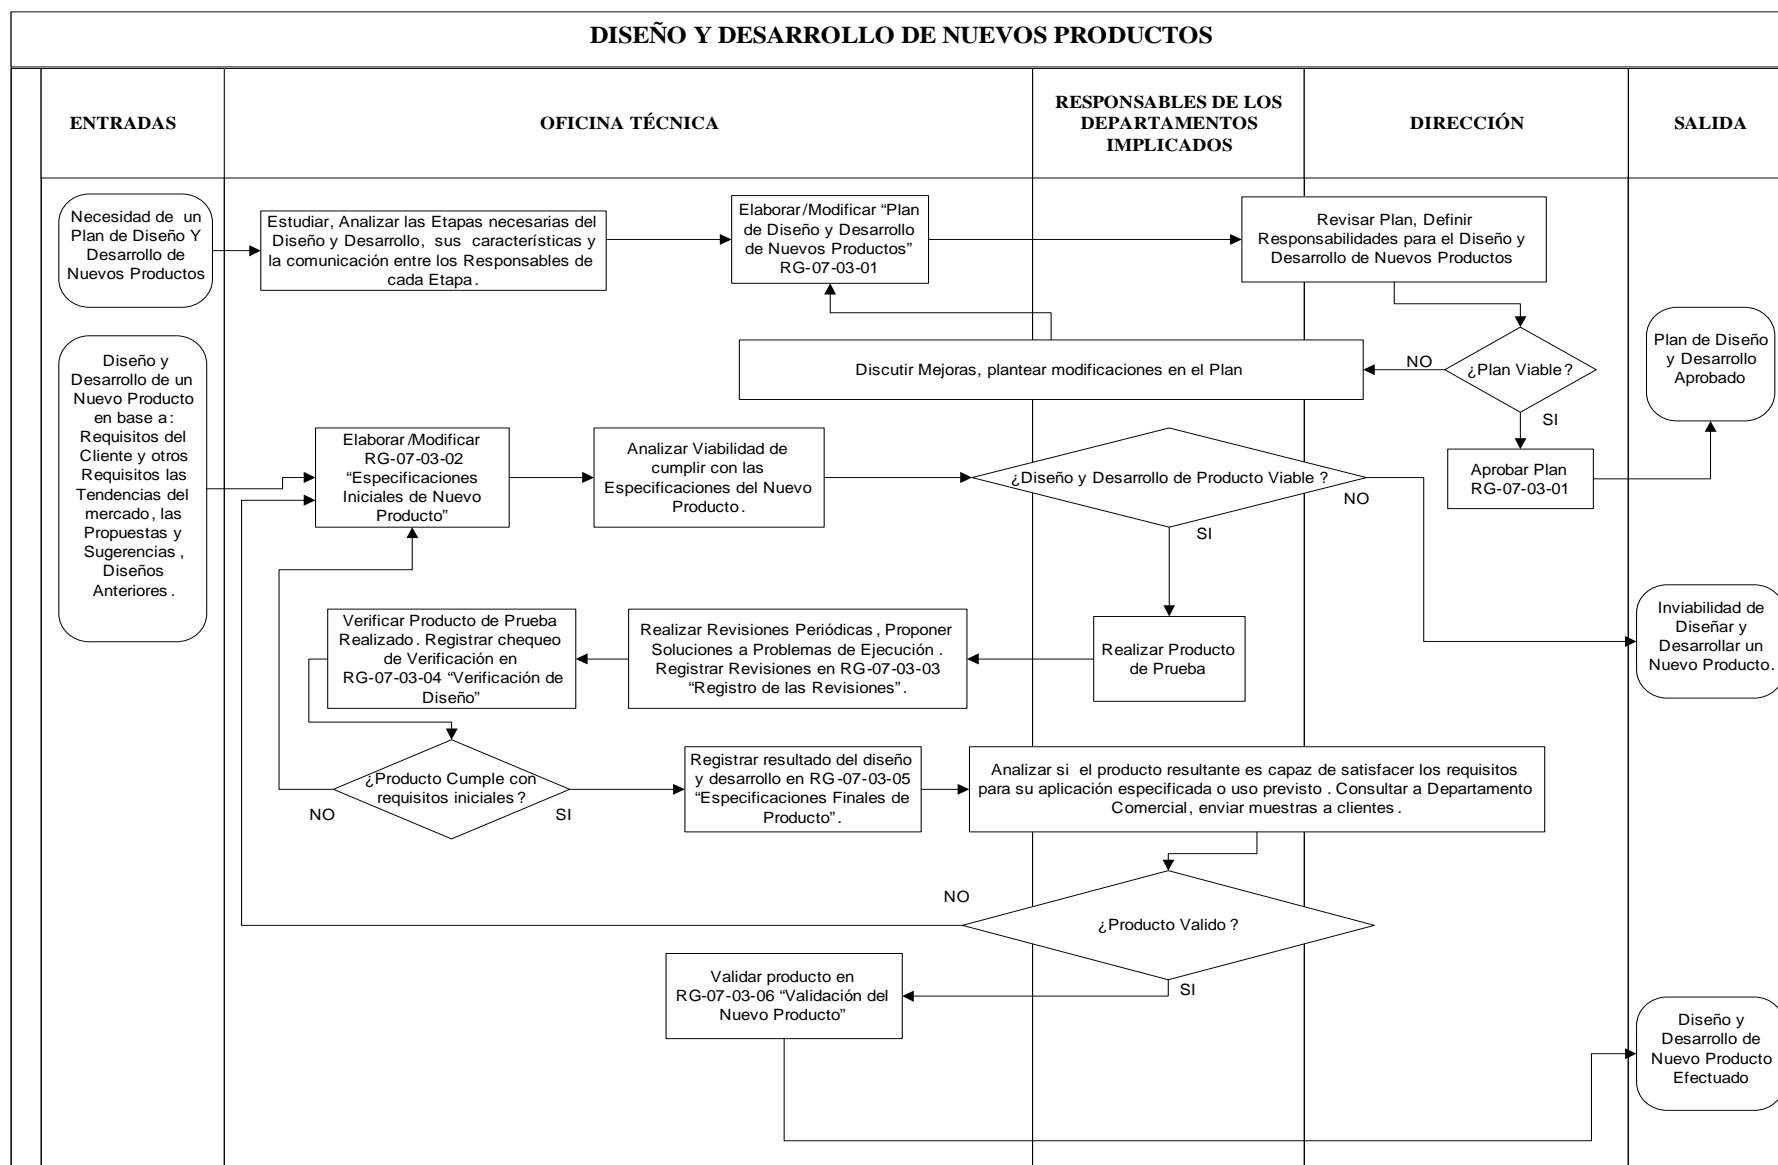 DISEÑO Y DESARROLLO DE NUEVOS PRODUCTOS
ENTRADAS
OFICINA TÉCNICA
RESPONSABLES DE LOS
DEPARTAMENTOS
IMPLICADOS
DIRECCIÓN
SALIDA
Necesidad de un
Plan de Diseño Y
Desarrollo de
Nuevos Productos
Estudiar, Analizar las Etapas necesarias del
Diseño y Desarrollo, sus características y
la comunicación entre los Responsables de
cada Etapa.
Elaborar/Modificar “Plan
de Diseño y Desarrollo
de Nuevos Productos”
RG-07-03-01
Revisar Plan, Definir
Responsabilidades para el Diseño y
Desarrollo de Nuevos Productos
Discutir Mejoras, plantear modificaciones en el Plan
NO
¿Plan Viable?
SI
Plan de Diseño
y Desarrollo
Aprobado
Aprobar Plan
RG-07-03-01
Diseño y
Desarrollo de un
Nuevo Producto
en base a:
Requisitos del
Cliente y otros
Requisitos las
Tendencias del
mercado, las
Propuestas y
Sugerencias,
Diseños
Anteriores.
Elaborar/Modificar
RG-07-03-02
“Especificaciones
Iniciales de Nuevo
Producto”
Analizar Viabilidad de
cumplir con las
Especificaciones del Nuevo
Producto.
¿Diseño y Desarrollo de Producto Viable?
NO
SI
Inviabilidad de
Diseñar y
Desarrollar un
Nuevo Producto.
Verificar Producto de Prueba
Realizado. Registrar chequeo
de Verificación en
RG-07-03-04 “Verificación de
Diseño”
Realizar Revisiones Periódicas, Proponer
Soluciones a Problemas de Ejecución.
Registrar Revisiones en RG-07-03-03
“Registro de las Revisiones”.
Realizar Producto
de Prueba
¿Producto Cumple con
requisitos iniciales?
NO
SI
Registrar resultado del diseño
y desarrollo en RG-07-03-05
“Especificaciones Finales de
Producto”.
Analizar si el producto resultante es capaz de satisfacer los requisitos
para su aplicación especificada o uso previsto. Consultar a Departamento
Comercial, enviar muestras a clientes.
NO
¿Producto Valido?
SI
Validar producto en
RG-07-03-06 “Validación del
Nuevo Producto”
Diseño y
Desarrollo de
Nuevo Producto
Efectuado